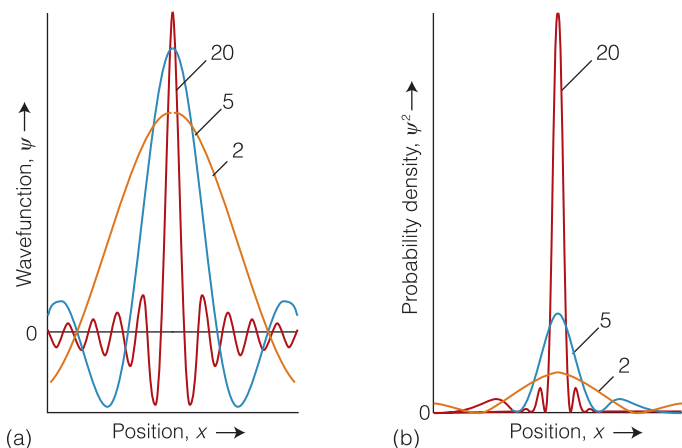 20
5
2
Wavefunction, ψ
0
(a)
Position, x
20
5
2
Probability density, ψ²
0
(b)
Position, x